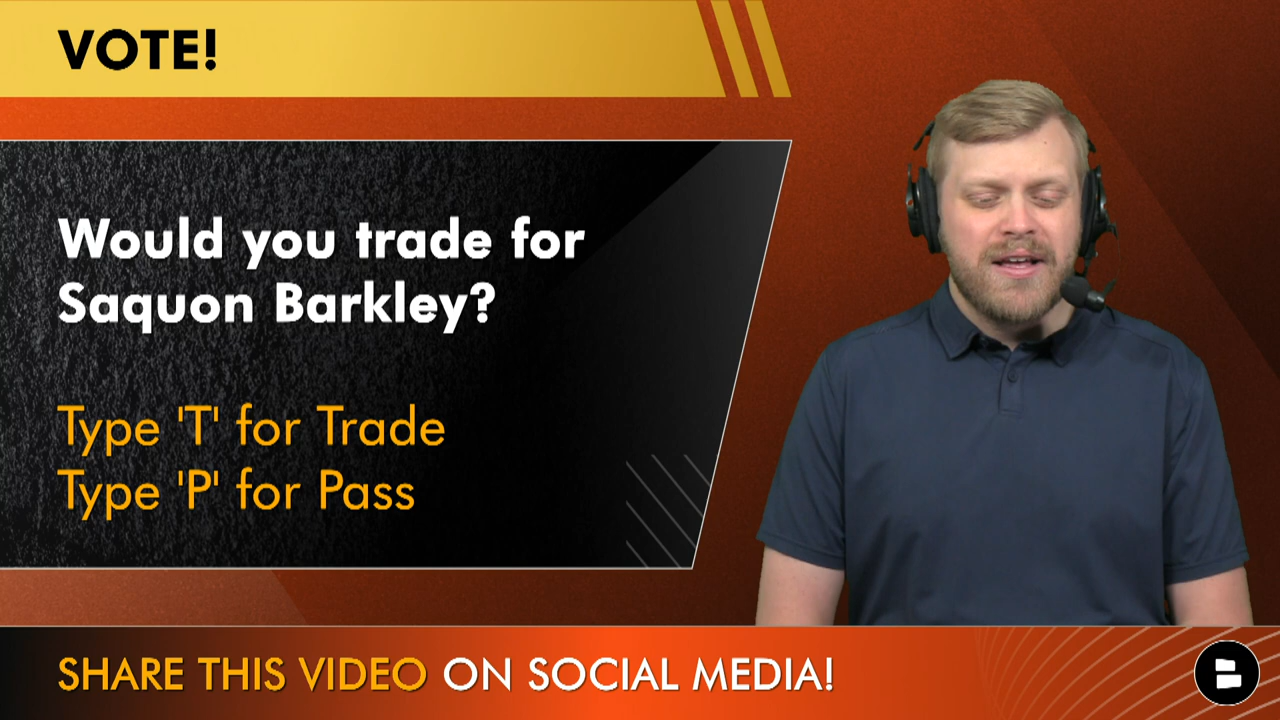 VOTE!
Would you trade for
Saquon Barkley?
Type 'T' for Trade
Type 'P' for Pass
SHARE THIS VIDEO ON SOCIAL MEDIA!